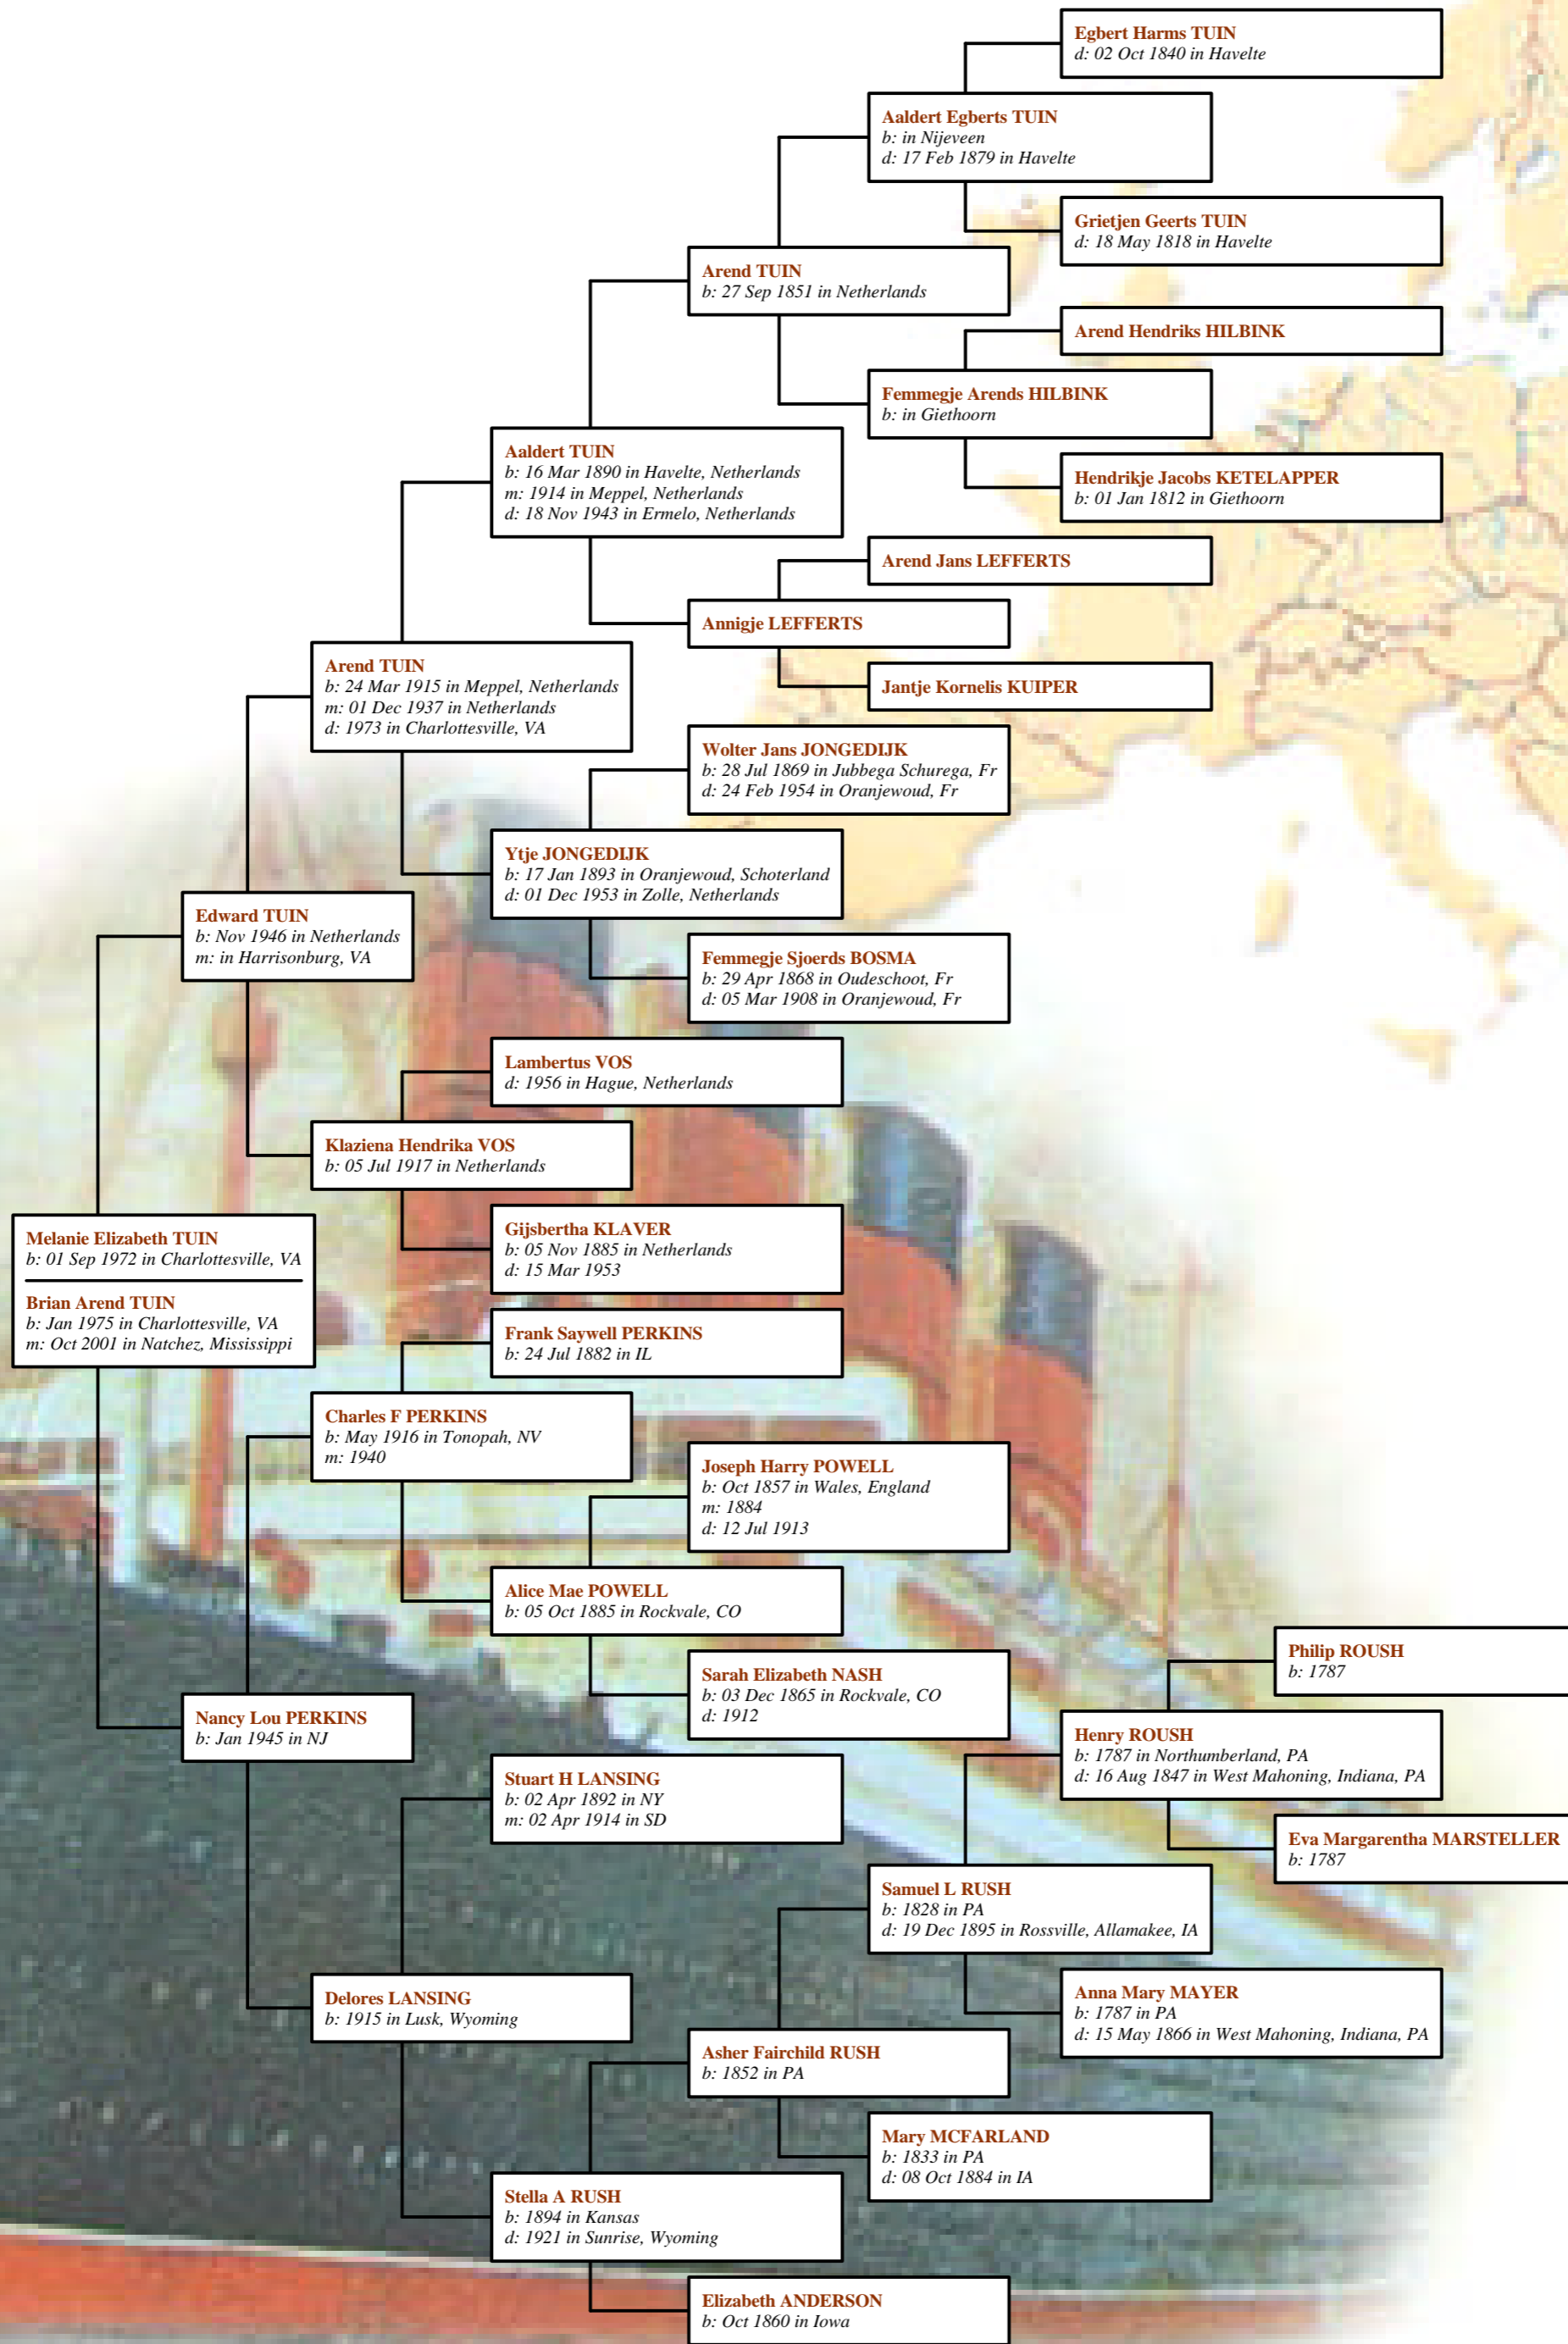 Egbert Harms TUIN
d: 02 Oct 1840 in Havelte
Aaldert Egberts TUIN
b: in Nijeveen
d: 17 Feb 1879 in Havelte
Grietjen Geerts TUIN
d: 18 May 1818 in Havelte
Arend TUIN
b: 27 Sep 1851 in Netherlands
Arend Hendriks HILBINK
Femmegje Arends HILBINK
b: in Giethoorn
Hendrikje Jacobs KETELAPPER
b: 01 Jan 1812 in Giethoorn
Aaldert TUIN
b: 16 Mar 1890 in Havelte, Netherlands
m: 1914 in Meppel, Netherlands
d: 18 Nov 1943 in Ermelo, Netherlands
Arend Jans LEFFERTS
Annigje LEFFERTS
Jantje Kornelis KUIPER
Arend TUIN
b: 24 Mar 1915 in Meppel, Netherlands
m: 01 Dec 1937 in Netherlands
d: 1973 in Charlottesville, VA
Wolter Jans JONGEDIJK
b: 28 Jul 1869 in Jubbega Schurega, Fr
d: 24 Feb 1954 in Oranjewoud, Fr
Ytje JONGEDIJK
b: 17 Jan 1893 in Oranjewoud, Schoterland
d: 01 Dec 1953 in Zolle, Netherlands
Femmegje Sjoerds BOSMA
b: 29 Apr 1868 in Oudeschoot, Fr
d: 05 Mar 1908 in Oranjewoud, Fr
Edward TUIN
b: Nov 1946 in Netherlands
m: in Harrisonburg, VA
Lambertus VOS
d: 1956 in Hague, Netherlands
Klaziena Hendrika VOS
b: 05 Jul 1917 in Netherlands
Gijsbertha KLAVER
b: 05 Nov 1885 in Netherlands
d: 15 Mar 1953
Melanie Elizabeth TUIN
b: 01 Sep 1972 in Charlottesville, VA
Brian Arend TUIN
b: Jan 1975 in Charlottesville, VA
m: Oct 2001 in Natchez, Mississippi
Frank Saywell PERKINS
b: 24 Jul 1882 in IL
Charles F PERKINS
b: May 1916 in Tonopah, NV
m: 1940
Joseph Harry POWELL
b: Oct 1857 in Wales, England
m: 1884
d: 12 Jul 1913
Alice Mae POWELL
b: 05 Oct 1885 in Rockvale, CO
Sarah Elizabeth NASH
b: 03 Dec 1865 in Rockvale, CO
d: 1912
Nancy Lou PERKINS
b: Jan 1945 in NJ
Philip ROUSH
b: 1787
Henry ROUSH
b: 1787 in Northumberland, PA
d: 16 Aug 1847 in West Mahoning, Indiana, PA
Eva Margarentha MARSTELLER
b: 1787
Stuart H LANSING
b: 02 Apr 1892 in NY
m: 02 Apr 1914 in SD
Samuel L RUSH
b: 1828 in PA
d: 19 Dec 1895 in Rossville, Allamakee, IA
Anna Mary MAYER
b: 1787 in PA
d: 15 May 1866 in West Mahoning, Indiana, PA
Delores LANSING
b: 1915 in Lusk, Wyoming
Asher Fairchild RUSH
b: 1852 in PA
Mary MCFARLAND
b: 1833 in PA
d: 08 Oct 1884 in IA
Stella A RUSH
b: 1894 in Kansas
d: 1921 in Sunrise, Wyoming
Elizabeth ANDERSON
b: Oct 1860 in Iowa